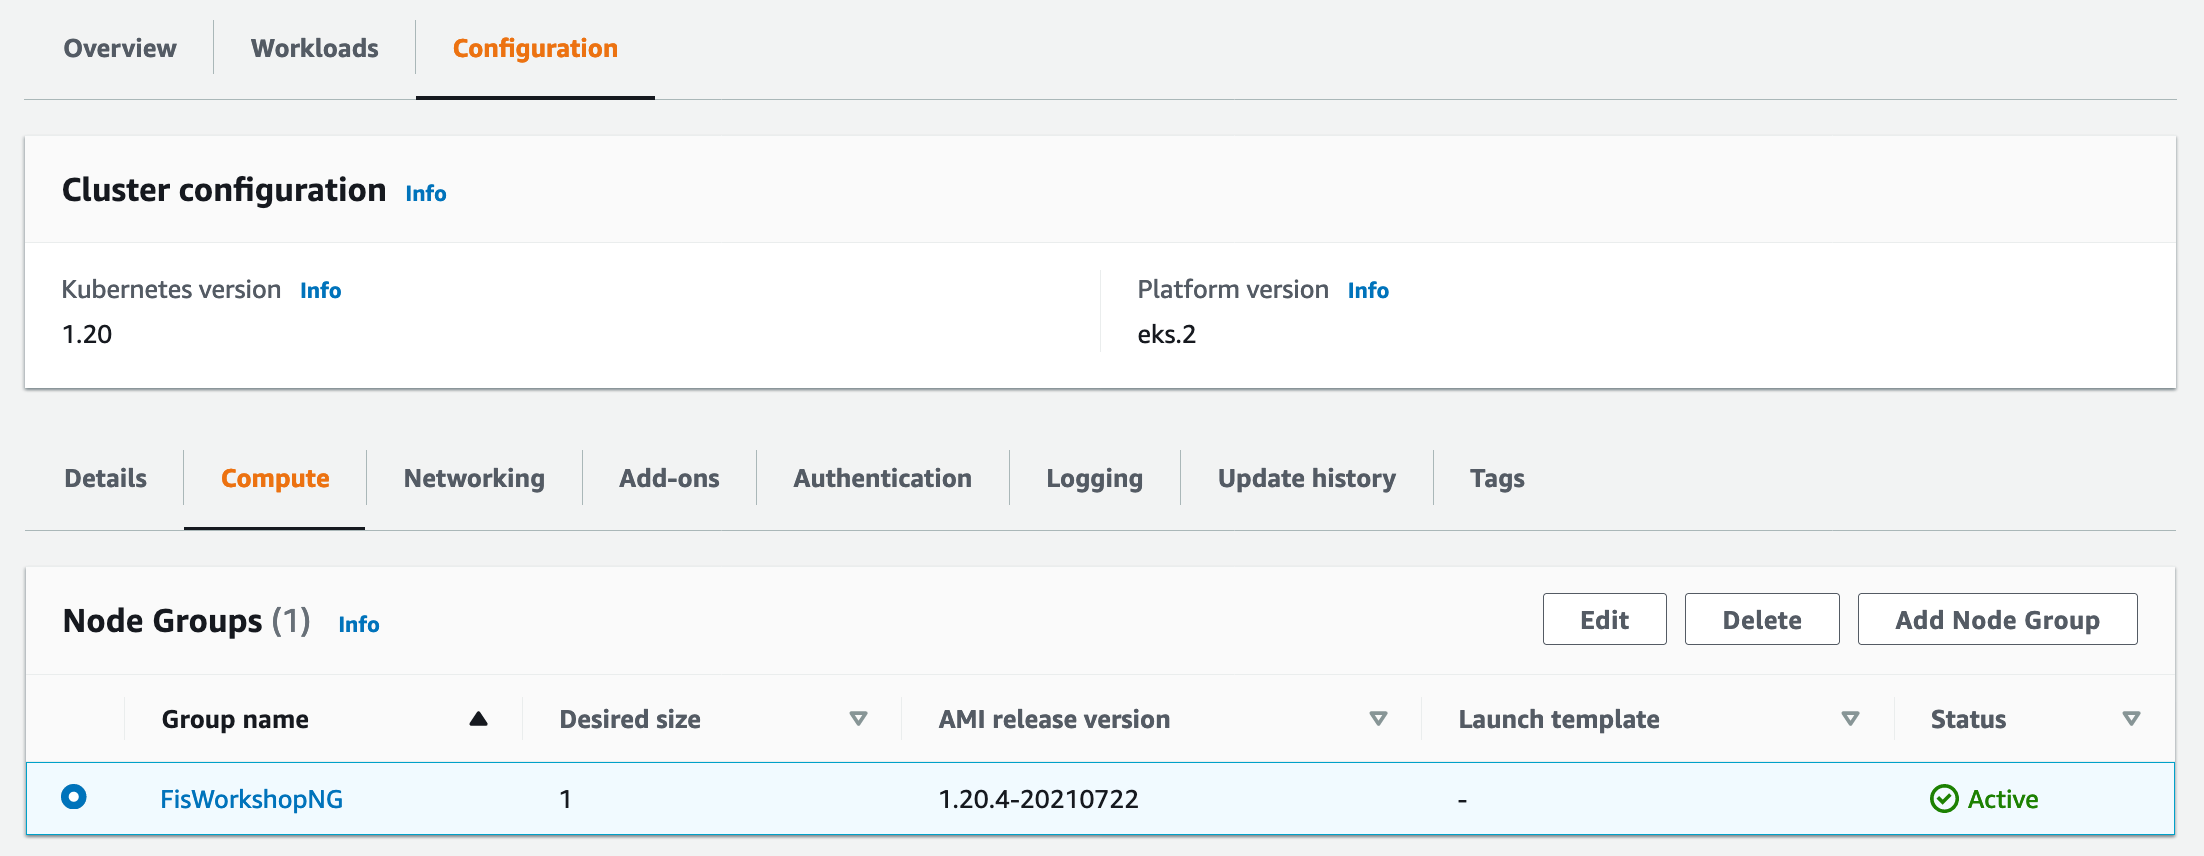 Overview Workloads Configuration
Cluster configuration Info
Kubernetes version Info Platform version Info
1.20 eks.2
Details Compute Networking Add-ons Authentication Logging Update history Tags
Node Groups (1) Info Edit Delete Add Node Group
Group name Desired size AMI release version Launch template Status
FisWorkshopNG 1 1.20.4-20210722 - Active